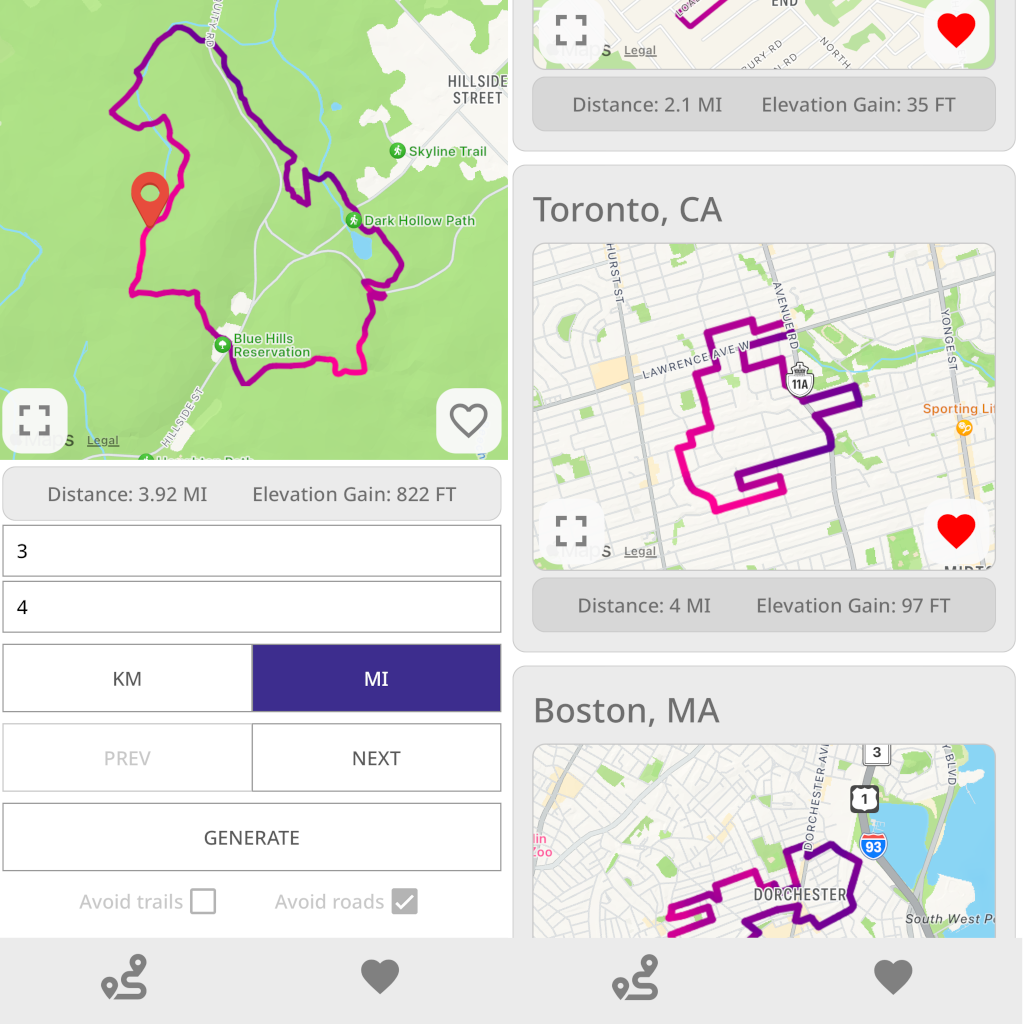 HILLSIDE
STREET
Skyline Trail
Dark Hollow Path
Blue Hills
Reservation
HILLSIDE ST
Legal
Distance: 3.92 MI Elevation Gain: 822 FT
3
4
KM MI
PREV NEXT
GENERATE
Avoid trails Avoid roads
END
Legal
BURY RD
NORTH
Distance: 2.1 MI Elevation Gain: 35 FT
Toronto, CA
HURST ST
AVENUE RD
YONGE ST
LAWRENCE AVE W
11A
Sporting Li
Maps Legal
Distance: 4 MI Elevation Gain: 97 FT
Boston, MA
3
1
93
DORCHESTER AV
Y BLVD
lin
Zoo
DORCHESTER
South West P